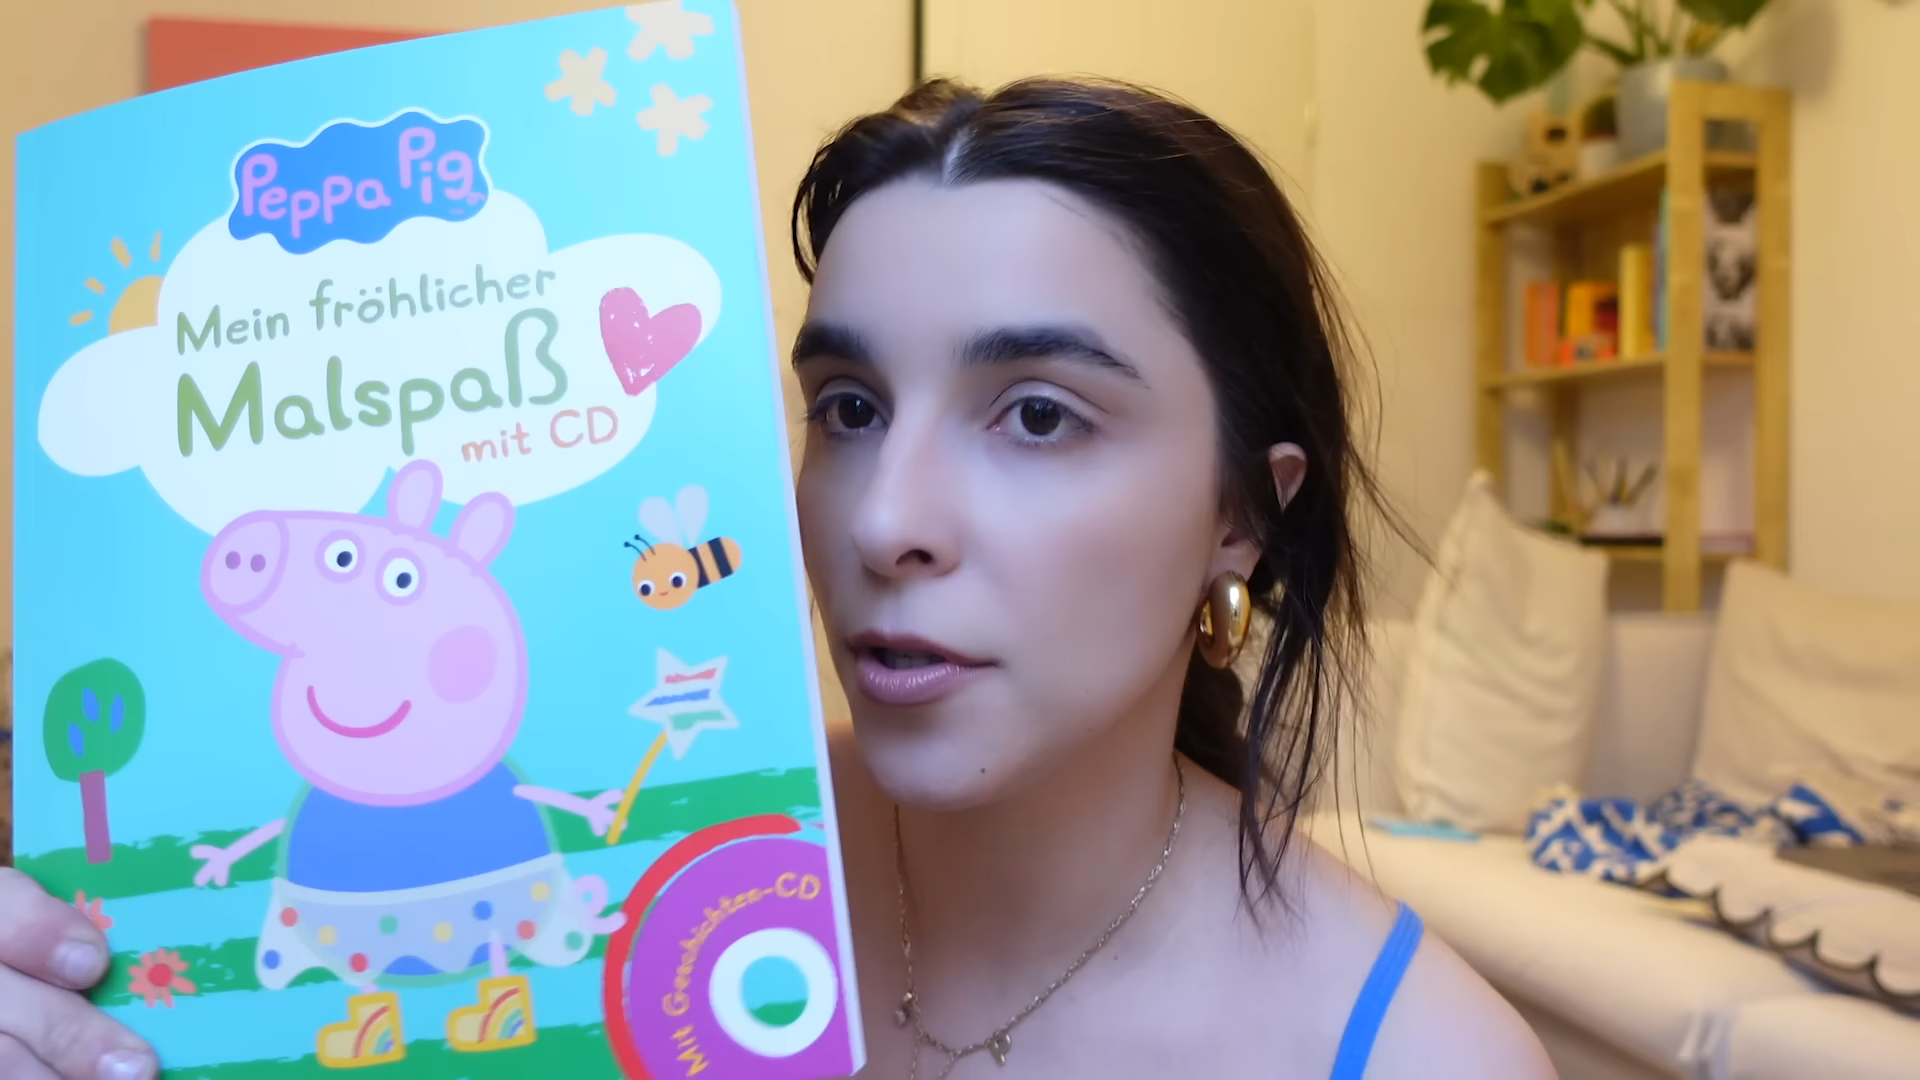 Peppa Pig
Mein fröhlicher
Malspaß
mit CD
Mit Geschichten-CD